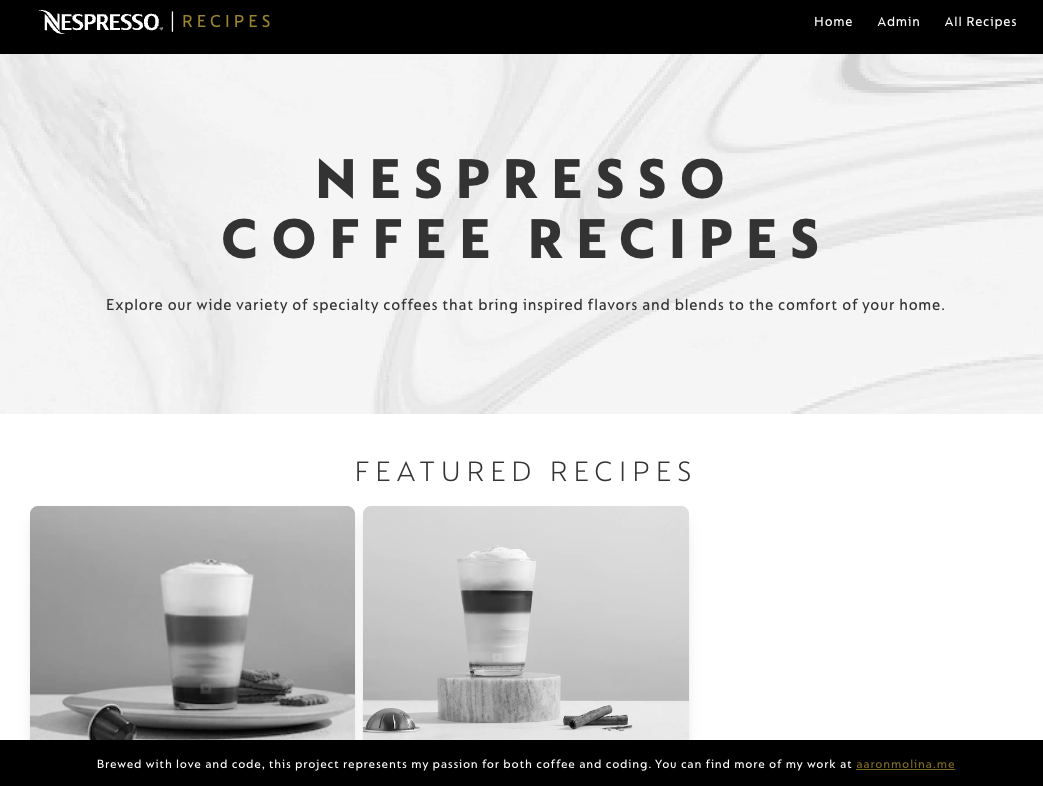 NESPRESSO | RECIPES
Home Admin All Recipes
NESPRESSO
COFFEE RECIPES
Explore our wide variety of specialty coffees that bring inspired flavors and blends to the comfort of your home.
FEATURED RECIPES
Brewed with love and code, this project represents my passion for both coffee and coding. You can find more of my work at aaronmolina.me